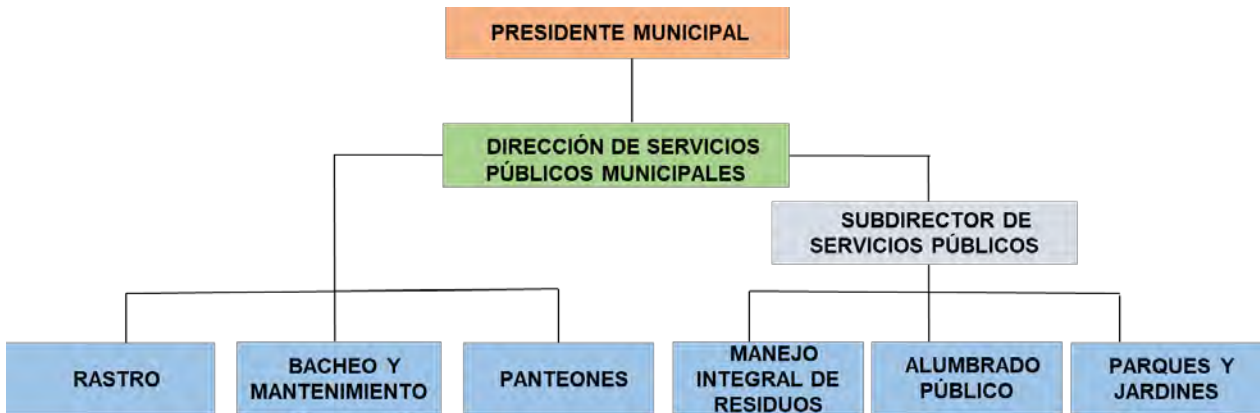 PRESIDENTE MUNICIPAL
DIRECCIÓN DE SERVICIOS
PÚBLICOS MUNICIPALES
SUBDIRECTOR DE
SERVICIOS PÚBLICOS
RASTRO
BACHEO Y
MANTENIMIENTO
PANTEONES
MANEJO
INTEGRAL DE
RESIDUOS
ALUMBRADO
PÚBLICO
PARQUES Y
JARDINES